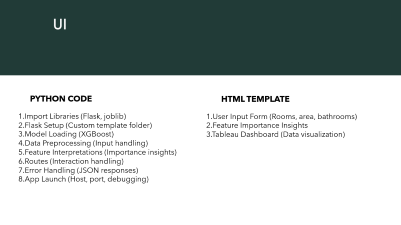 UI
PYTHON CODE
1.Import Libraries (Flask, joblib)
2.Flask Setup (Custom template folder)
3.Model Loading (XGBoost)
4.Data Preprocessing (Input handling)
5.Feature Interpretations (Importance insights)
6.Routes (Interaction handling)
7.Error Handling (JSON responses)
8.App Launch (Host, port, debugging)
HTML TEMPLATE
1.User Input Form (Rooms, area, bathrooms)
2.Feature Importance Insights
3.Tableau Dashboard (Data visualization)